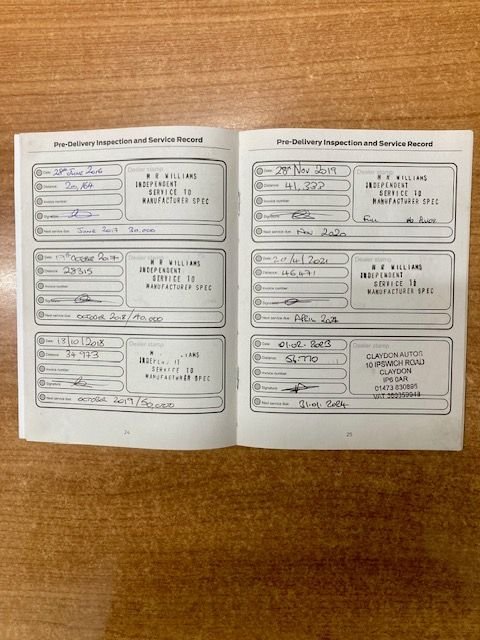 Pre-Delivery Inspection and Service Record
Date: 28th June 2016
Distance: 20,164
Invoice number:
Signature:
Next service due: June 2017 30.000
Dealer stamp
M R WILLIAMS
INDEPENDENT
SERVICE TO
MANUFACTURER SPEC
Date: October 2017
Distance: 28315
Invoice number
Signature
Next service due: October 2018/40.000
Dealer stamp
M R WILLIAMS
INDEPENDENT
SERVICE TO
MANUFACTURER SPEC
Date: 13/10/2018
Distance: 34973
Invoice number
Signature
Next service due: October 2019/50,000
Dealer stamp
M IAMS
SERVICE TO
MANUFACTURER SPEC
24
Pre-Delivery Inspection and Service Record
Date: 28th Nov 2019
Distance: 41,333
Invoice number
Signature
Next service due: Nov 2020
Dealer stamp
M R WILLIAMS
INDEPENDENT
SERVICE TO
MANUFACTURER SPEC
Date: 20/4/2021
Distance: 46,471
Invoice number
Signature
Next service due: April
Dealer stamp
M R WILLIAMS
INDEPENDENT
SERVICE TO
MANUFACTURER SPEC
Date: 01-02-2023
Distance: 56770
Invoice number
Signature
Next service due: 31-01-2024
Dealer stamp
CLAYDON AUTOS
10 IPSWICH ROAD
CLAYDON
IP6 0AR
01473 830895
VAT
25